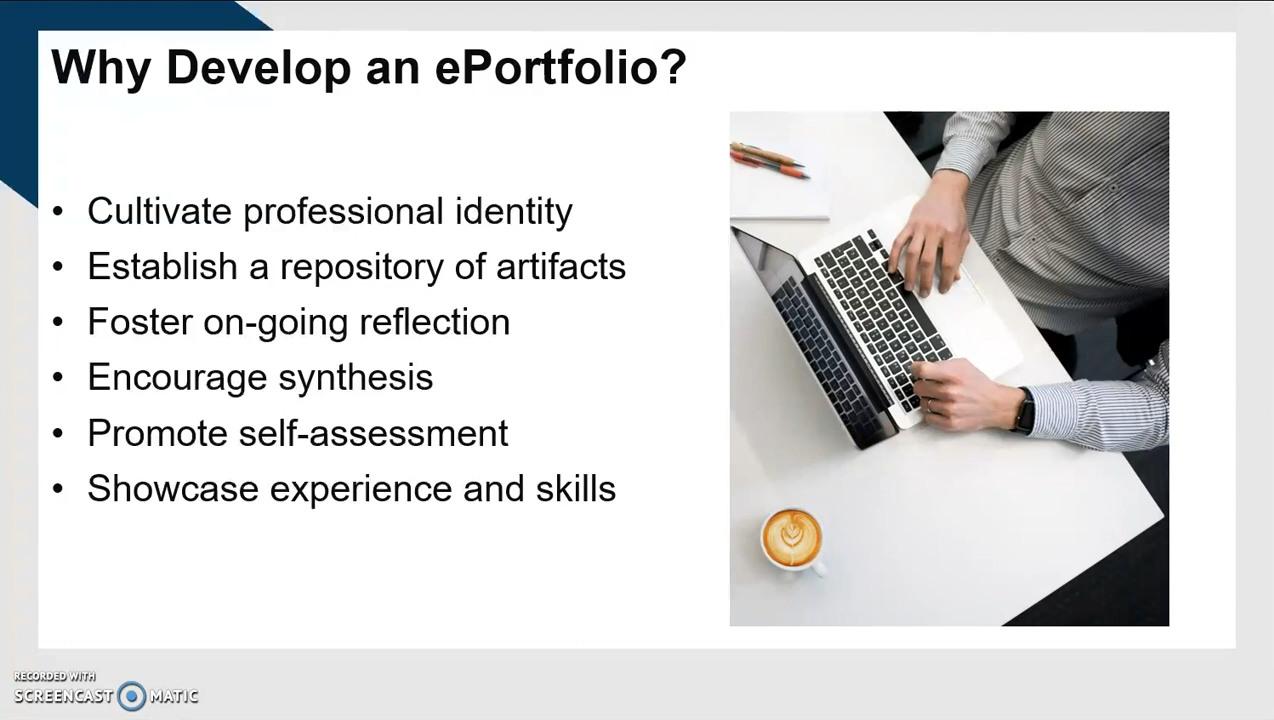 Why Develop an ePortfolio?
• Cultivate professional identity
• Establish a repository of artifacts
• Foster on-going reflection
• Encourage synthesis
• Promote self-assessment
• Showcase experience and skills
RECORDED WITH
SCREENCAST MATIC